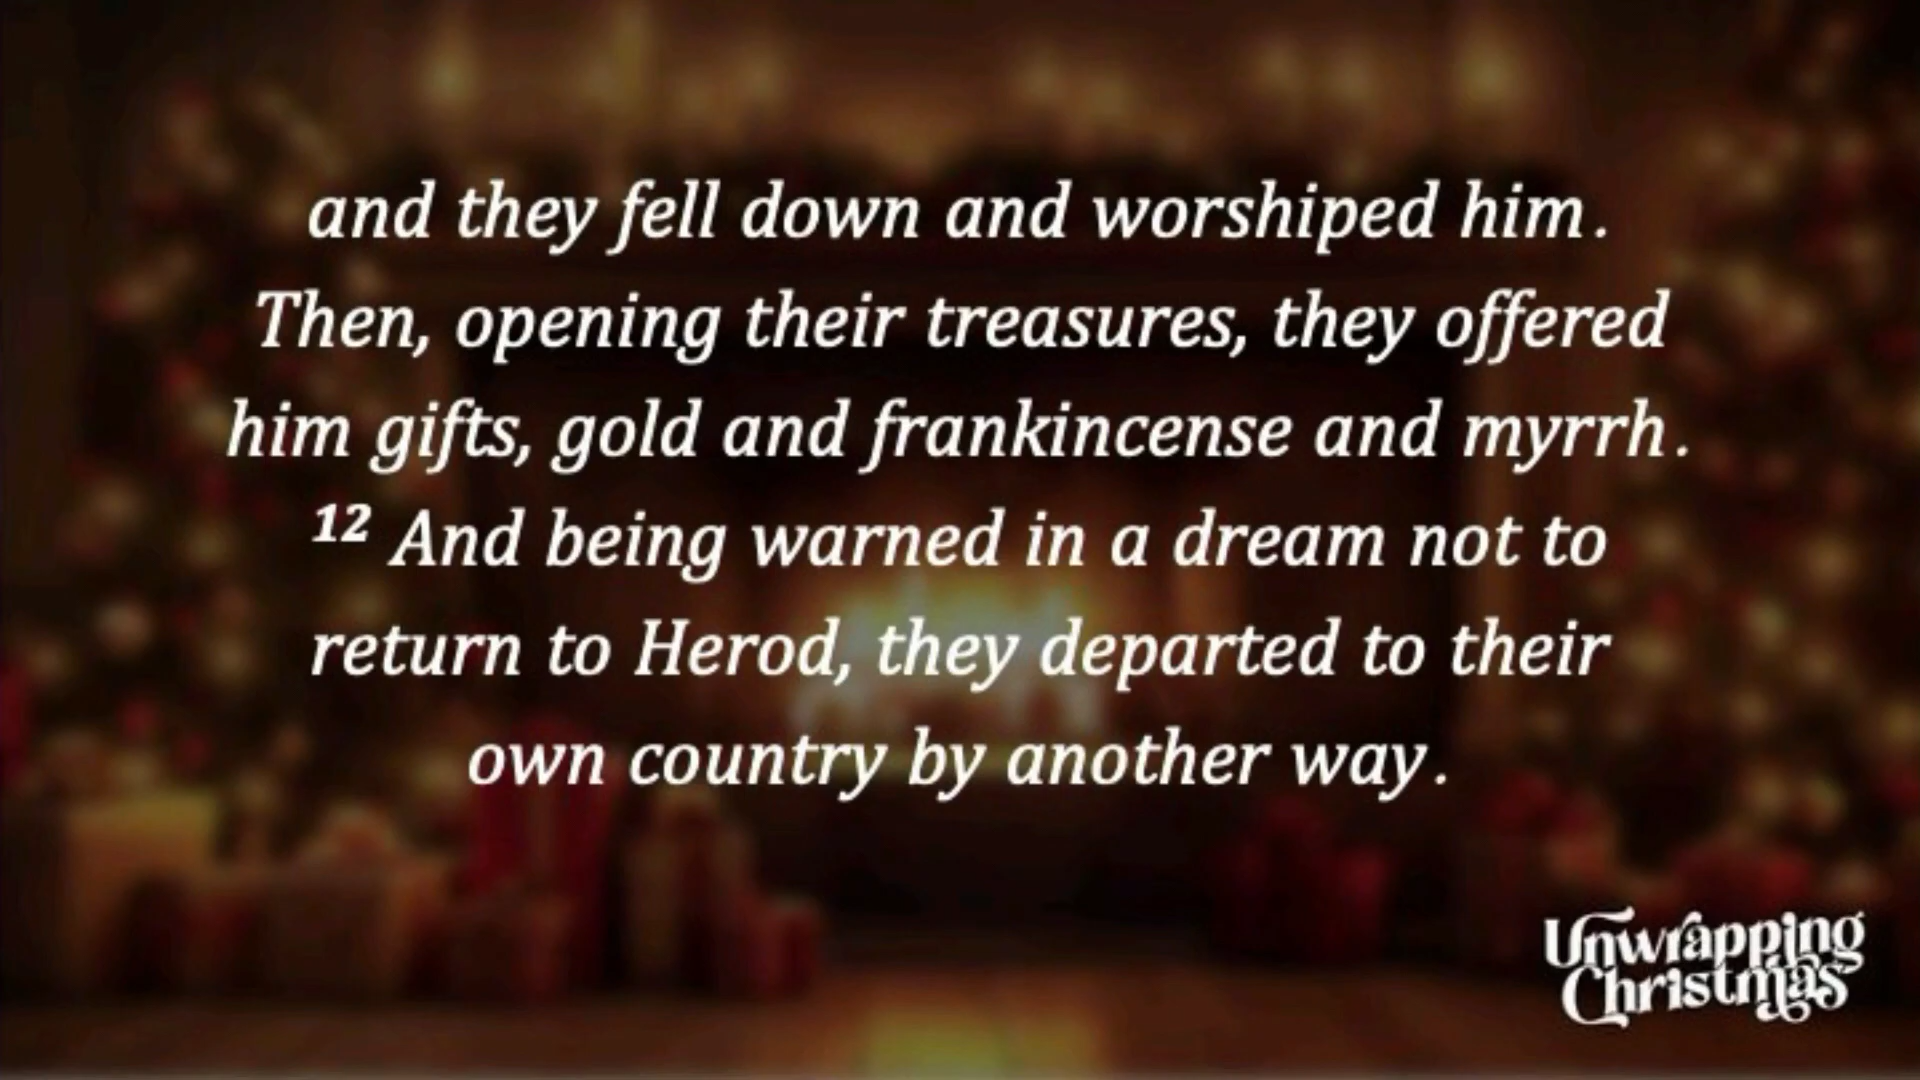 and they fell down and worshiped him.
Then, opening their treasures, they offered
him gifts, gold and frankincense and myrrh.
12 And being warned in a dream not to
return to Herod, they departed to their
own country by another way.
Unwrapping
Christmas